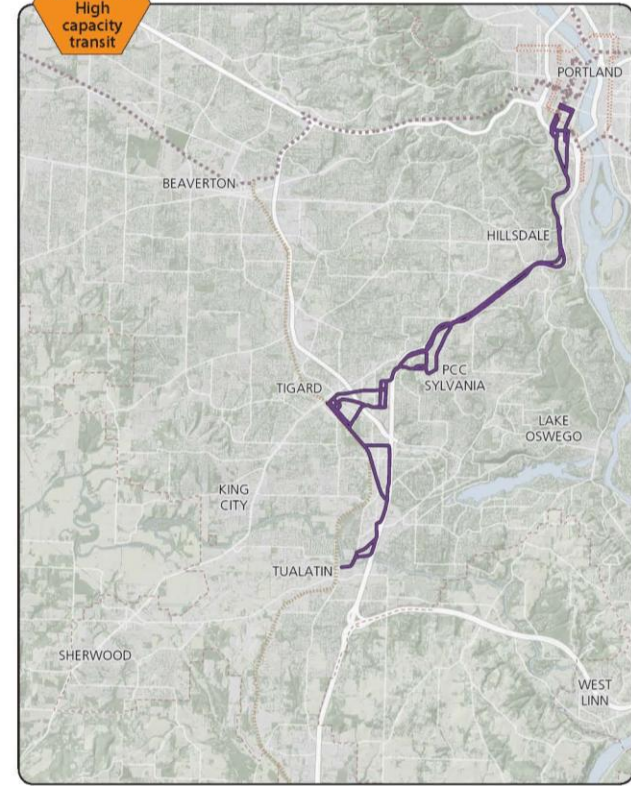 High
capacity
transit
PORTLAND
BEAVERTON
HILLSDALE
PCC
SYLVANIA
TIGARD
LAKE
OSWEGO
KING
CITY
TUALATIN
SHERWOOD
WEST
LINN